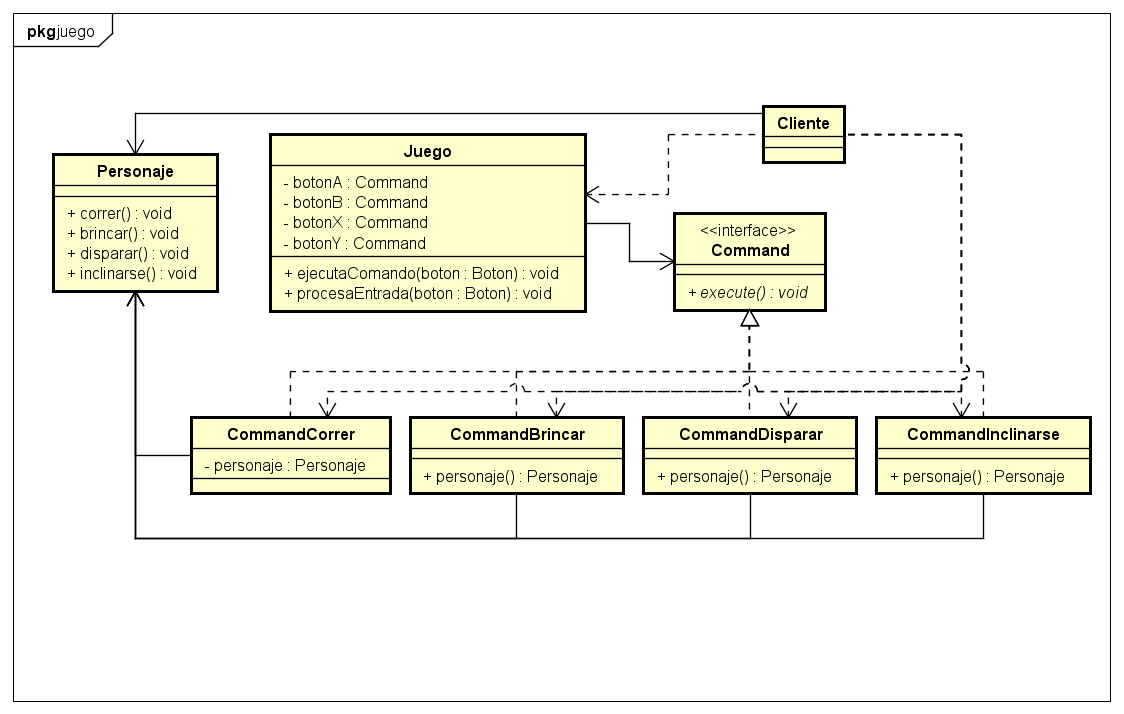 pkg juego
Cliente
Personaje
+ correr() : void
+ brincar() : void
+ disparar() : void
+ inclinarse() : void
Juego
- botonA : Command
- botonB : Command
- botonX : Command
- botonY : Command
+ ejecutaComando(boton : Boton) : void
+ procesaEntrada(boton : Boton) : void
<<interface>>
Command
+ execute() : void
CommandCorrer
- personaje : Personaje
CommandBrincar
+ personaje() : Personaje
CommandDisparar
+ personaje() : Personaje
CommandInclinarse
+ personaje() : Personaje